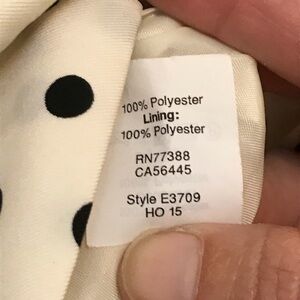 100% Polyester
Lining:
100% Polyester
RN77388
CA56445
Style E3709
HO 15